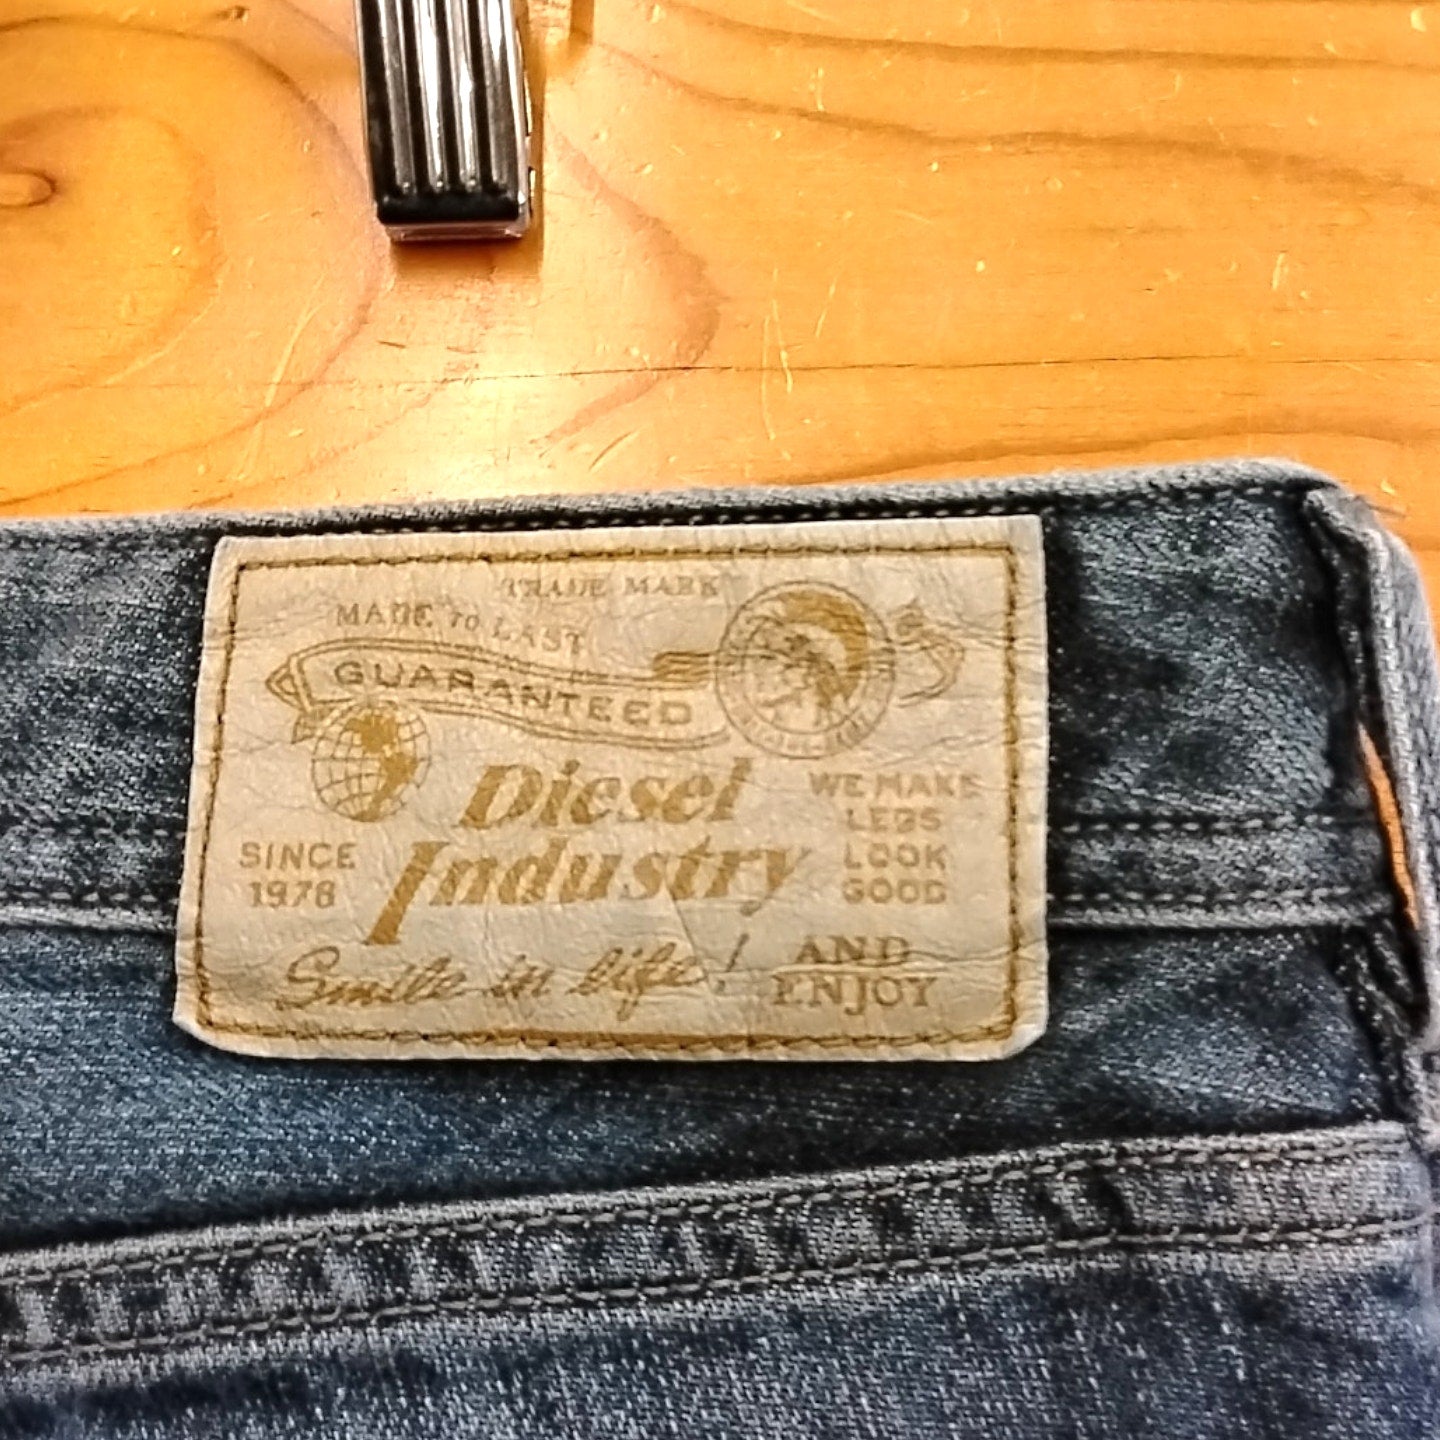 TRADE MARK
MADE TO LAST
GUARANTEED
Diesel
Industry
SINCE
1978
WE MAKE
LEGS
LOOK
GOOD
Smile in life!
AND
ENJOY